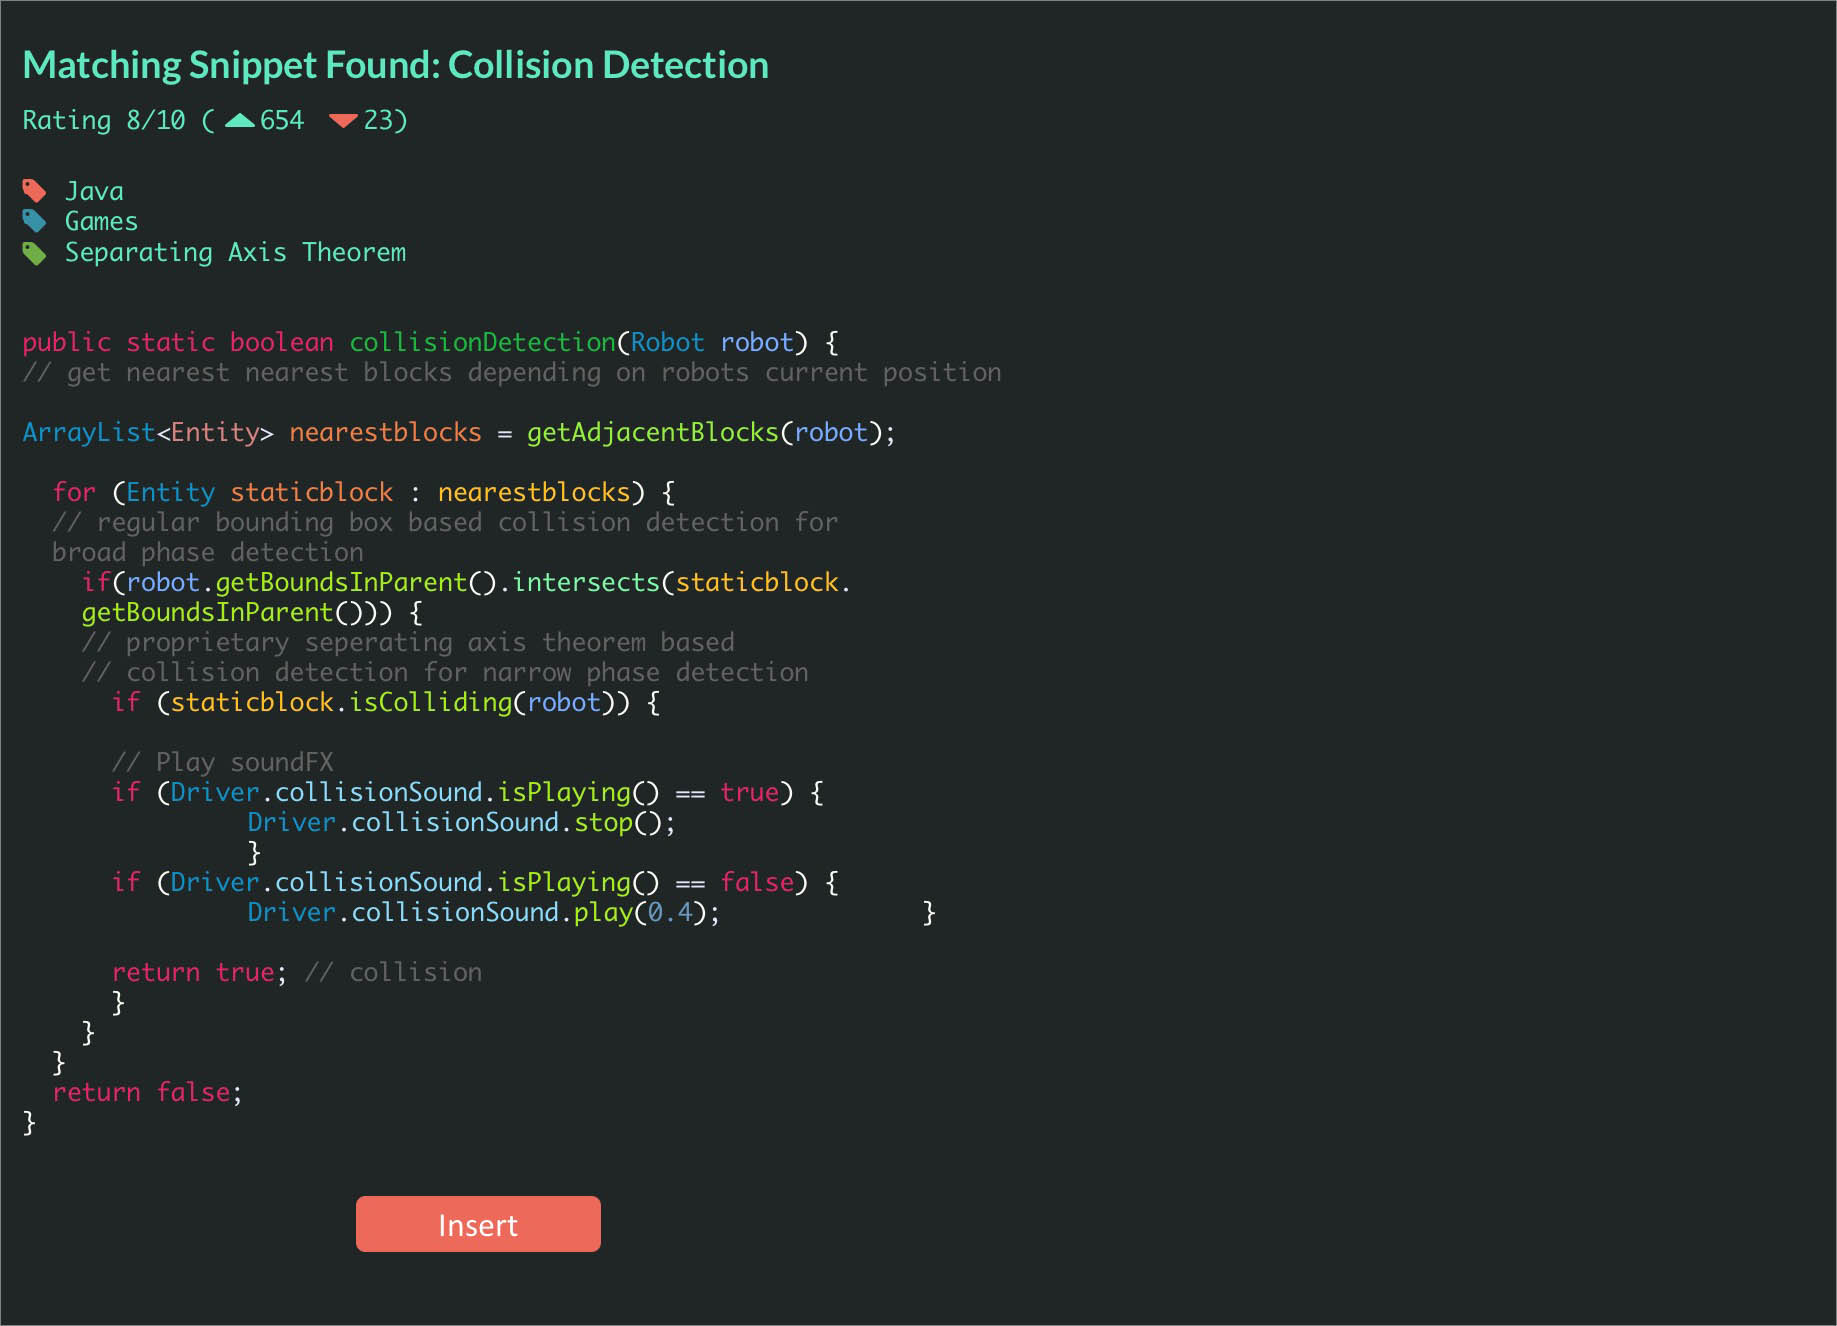 Matching Snippet Found: Collision Detection
Rating 8/10 ( 654 23)
Java
Games
Separating Axis Theorem
public static boolean collisionDetection(Robot robot) {
// get nearest nearest blocks depending on robots current position
ArrayList<Entity> nearestblocks = getAdjacentBlocks(robot);
for (Entity staticblock : nearestblocks) {
// regular bounding box based collision detection for
broad phase detection
if(robot.getBoundsInParent().intersects(staticblock.
getBoundsInParent())) {
// proprietary seperating axis theorem based
// collision detection for narrow phase detection
if (staticblock.isColliding(robot)) {
// Play soundFX
if (Driver.collisionSound.isPlaying() == true) {
Driver.collisionSound.stop();
}
if (Driver.collisionSound.isPlaying() == false) {
Driver.collisionSound.play(0.4); }
return true; // collision
}
}
}
return false;
}
Insert